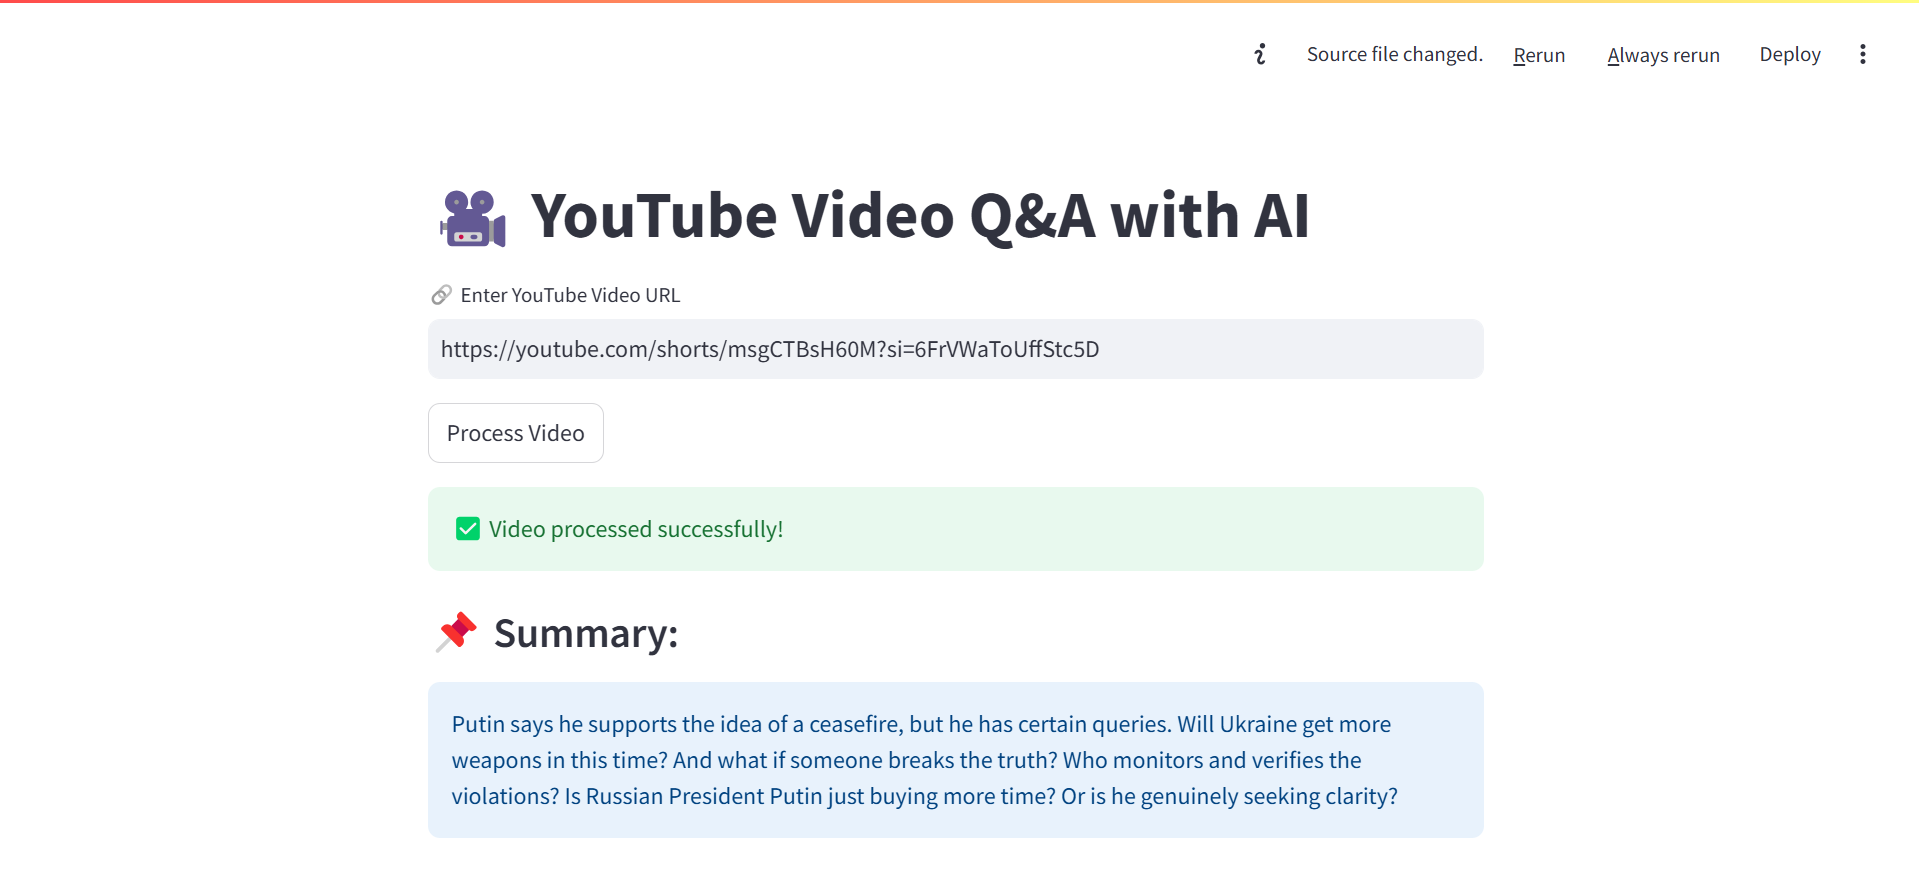 Source file changed. Rerun Always rerun Deploy
YouTube Video Q&A with AI
Enter YouTube Video URL
https://youtube.com/shorts/msgCTBsH60M?si=6FrVWaToUffStc5D
Process Video
Video processed successfully!
Summary:
Putin says he supports the idea of a ceasefire, but he has certain queries. Will Ukraine get more
weapons in this time? And what if someone breaks the truth? Who monitors and verifies the
violations? Is Russian President Putin just buying more time? Or is he genuinely seeking clarity?